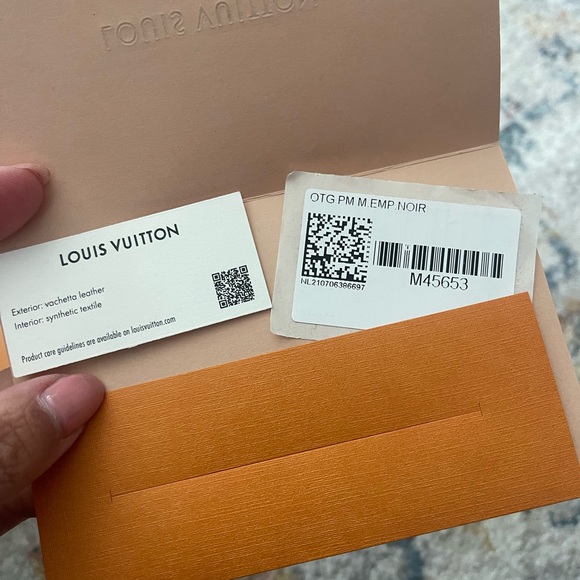 LOUIS VUITTON
LOUIS VUITTON
Exterior: vachetta leather
Interior: synthetic textile
Product care guidelines are available on louisvuitton.com
OTG PM M.EMP.NOIR
NL210706386697
M45653